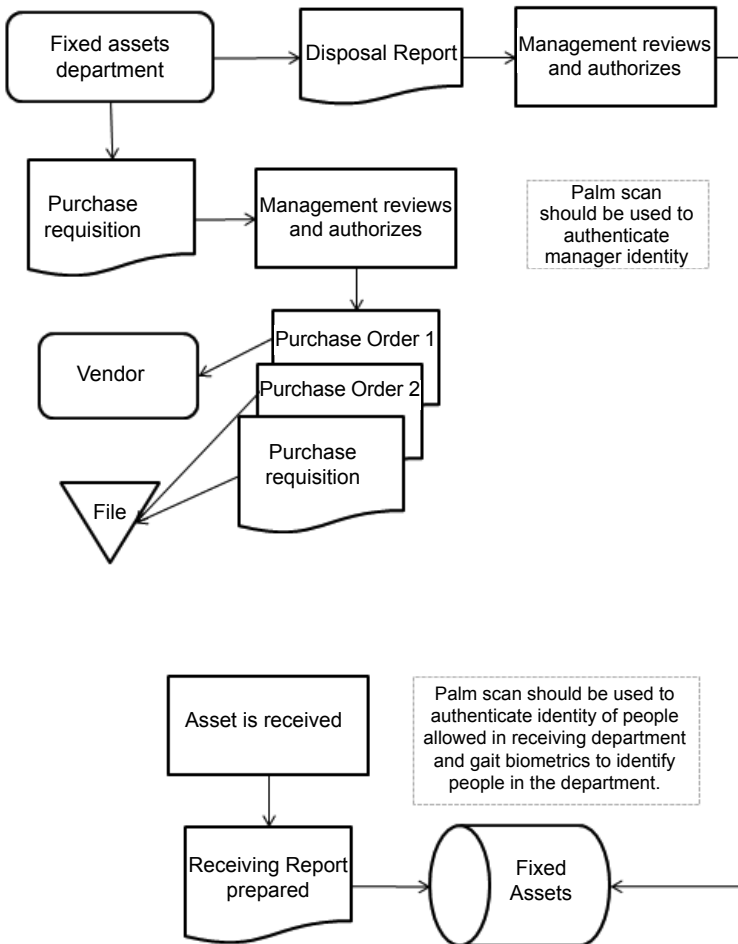 Fixed assets
department
Disposal Report
Management reviews
and authorizes
Purchase
requisition
Management reviews
and authorizes
Palm scan
should be used to
authenticate
manager identity
Purchase Order 1
Vendor
Purchase Order 2
Purchase
requisition
File
Asset is received
Palm scan should be used to
authenticate identity of people
allowed in receiving department
and gait biometrics to identify
people in the department.
Receiving Report
prepared
Fixed
Assets